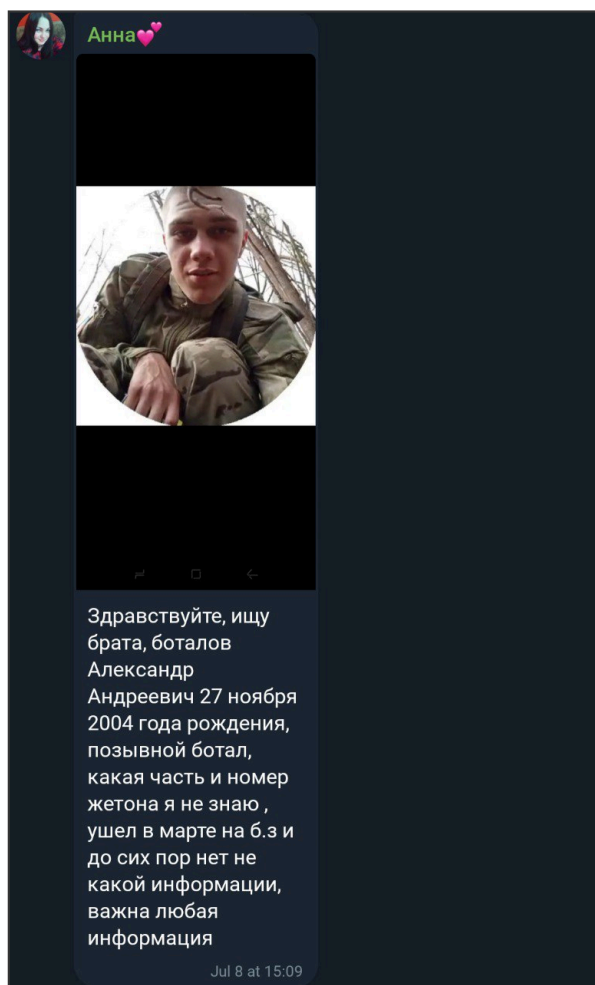 Анна💕
Здравствуйте, ищу
брата, боталов
Александр
Андреевич 27 ноября
2004 года рождения,
позывной ботал,
какая часть и номер
жетона я не знаю ,
ушел в марте на б.з и
до сих пор нет не
какой информации,
важна любая
информация
Jul 8 at 15:09